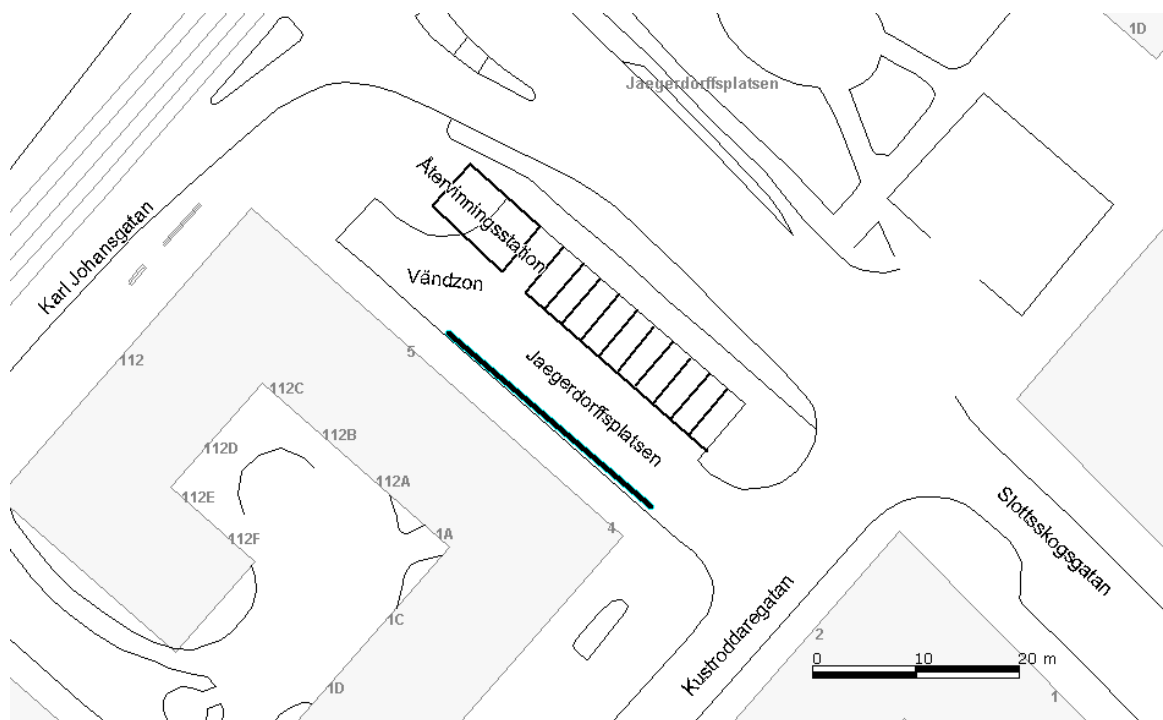 1D
Jaegerdorffsplatsen
Återvinningsstation
Karl Johansgatan
Vändzon
112
5
Jaegerdorffsplatsen
112C
112B
112D
112A
112E
112F
1A
4
Slottsskogsgatan
Kustroddaregatan
1C
2
0 10 20 m
1D
1